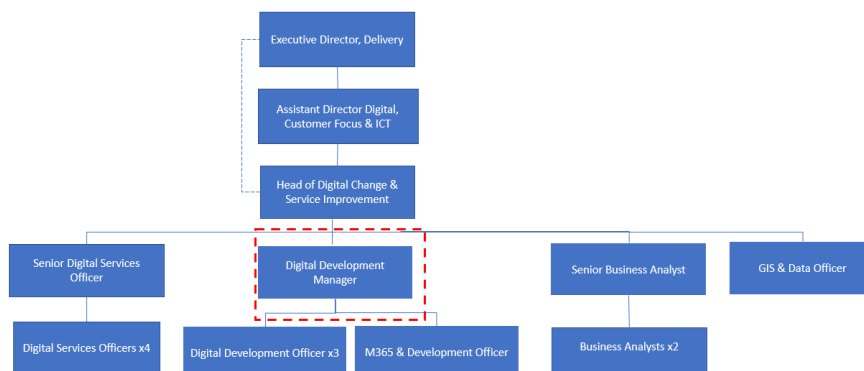 Executive Director, Delivery
Assistant Director Digital,
Customer Focus & ICT
Head of Digital Change &
Service Improvement
Senior Digital Services
Officer
Digital Development
Manager
Senior Business Analyst
GIS & Data Officer
Digital Services Officers x4
Digital Development Officer x3
M365 & Development Officer
Business Analysts x2